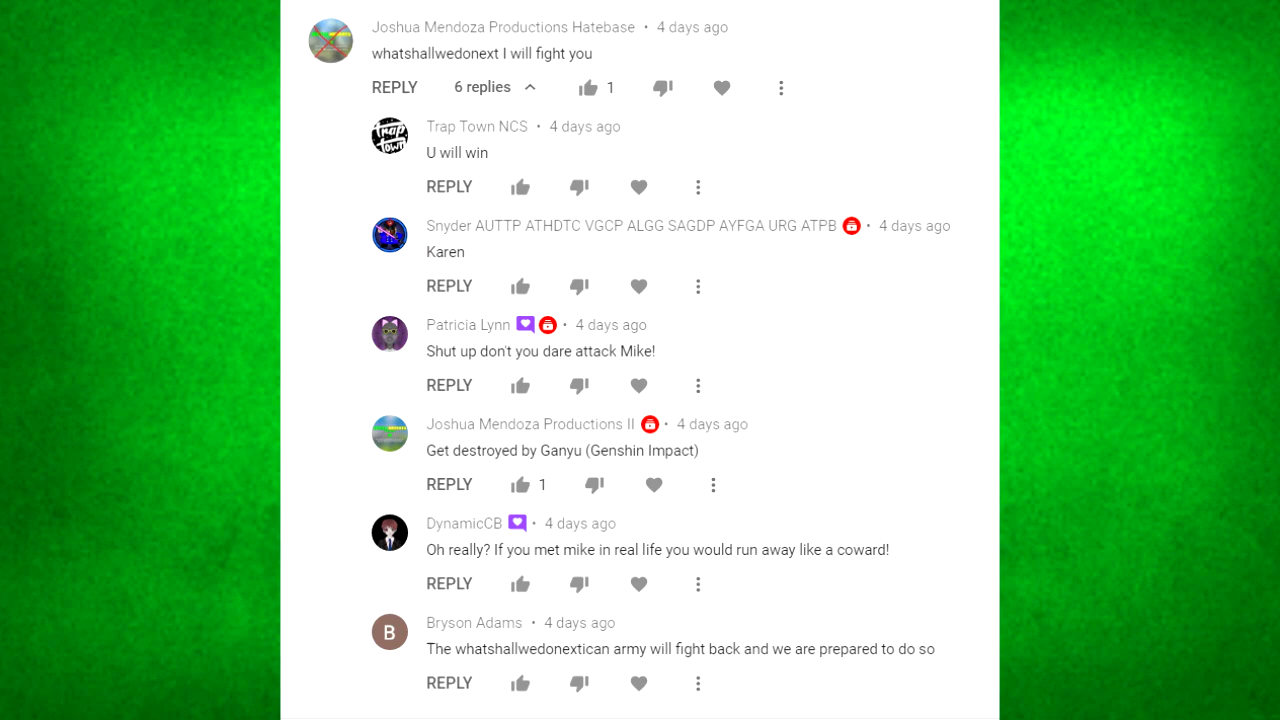 Joshua Mendoza Productions Hatebase • 4 days ago
whatshallwedonext I will fight you
REPLY 6 replies 1
Trap Town NCS • 4 days ago
U will win
REPLY
Snyder AUTTP ATHDTC VGCP ALGG SAGDP AYFGA URG ATPB • 4 days ago
Karen
REPLY
Patricia Lynn • 4 days ago
Shut up don't you dare attack Mike!
REPLY
Joshua Mendoza Productions II • 4 days ago
Get destroyed by Ganyu (Genshin Impact)
REPLY 1
DynamicCB • 4 days ago
Oh really? If you met mike in real life you would run away like a coward!
REPLY
B
Bryson Adams • 4 days ago
The whatshallwedonextican army will fight back and we are prepared to do so
REPLY